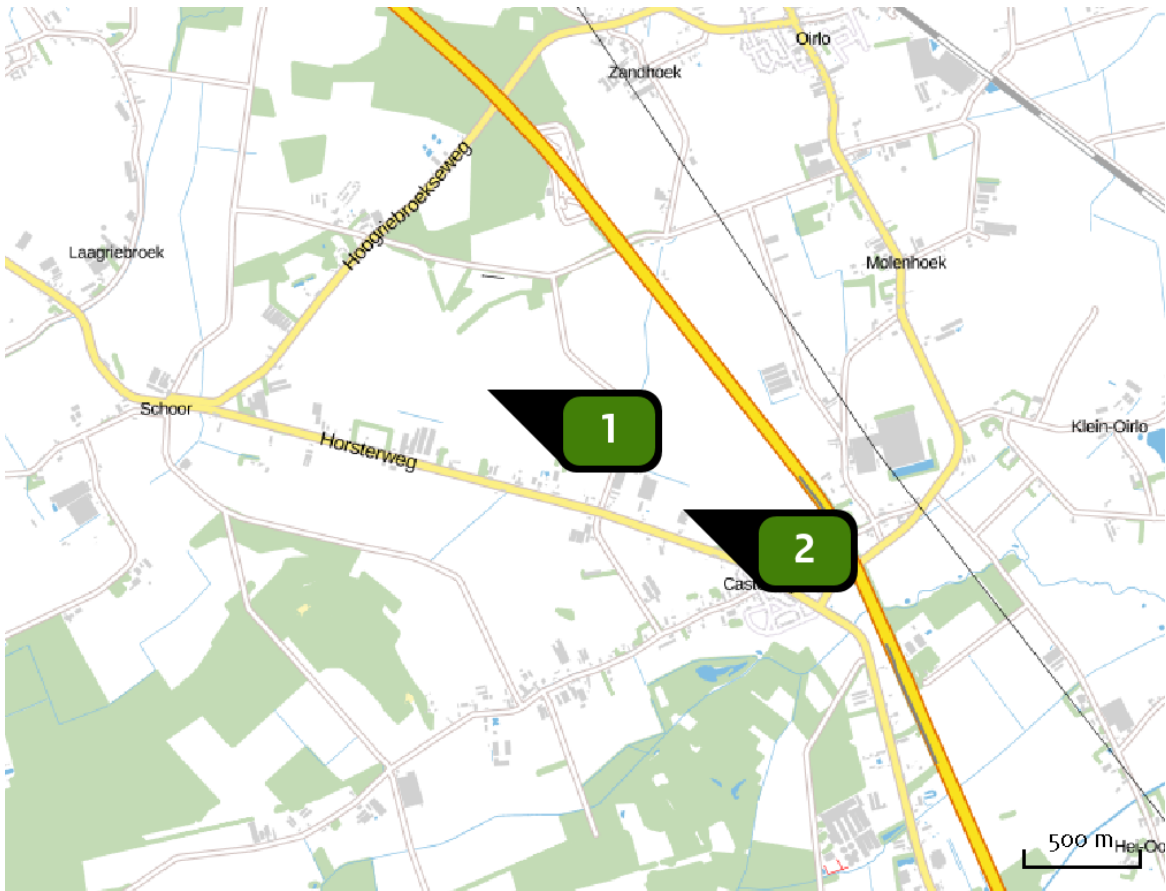 Oirlo
Zandhoek
Hoogriebroekseweg
Laagriebroek
Molenhoek
Schoor
1
Klein-Oirlo
Horsterweg
2
500 m